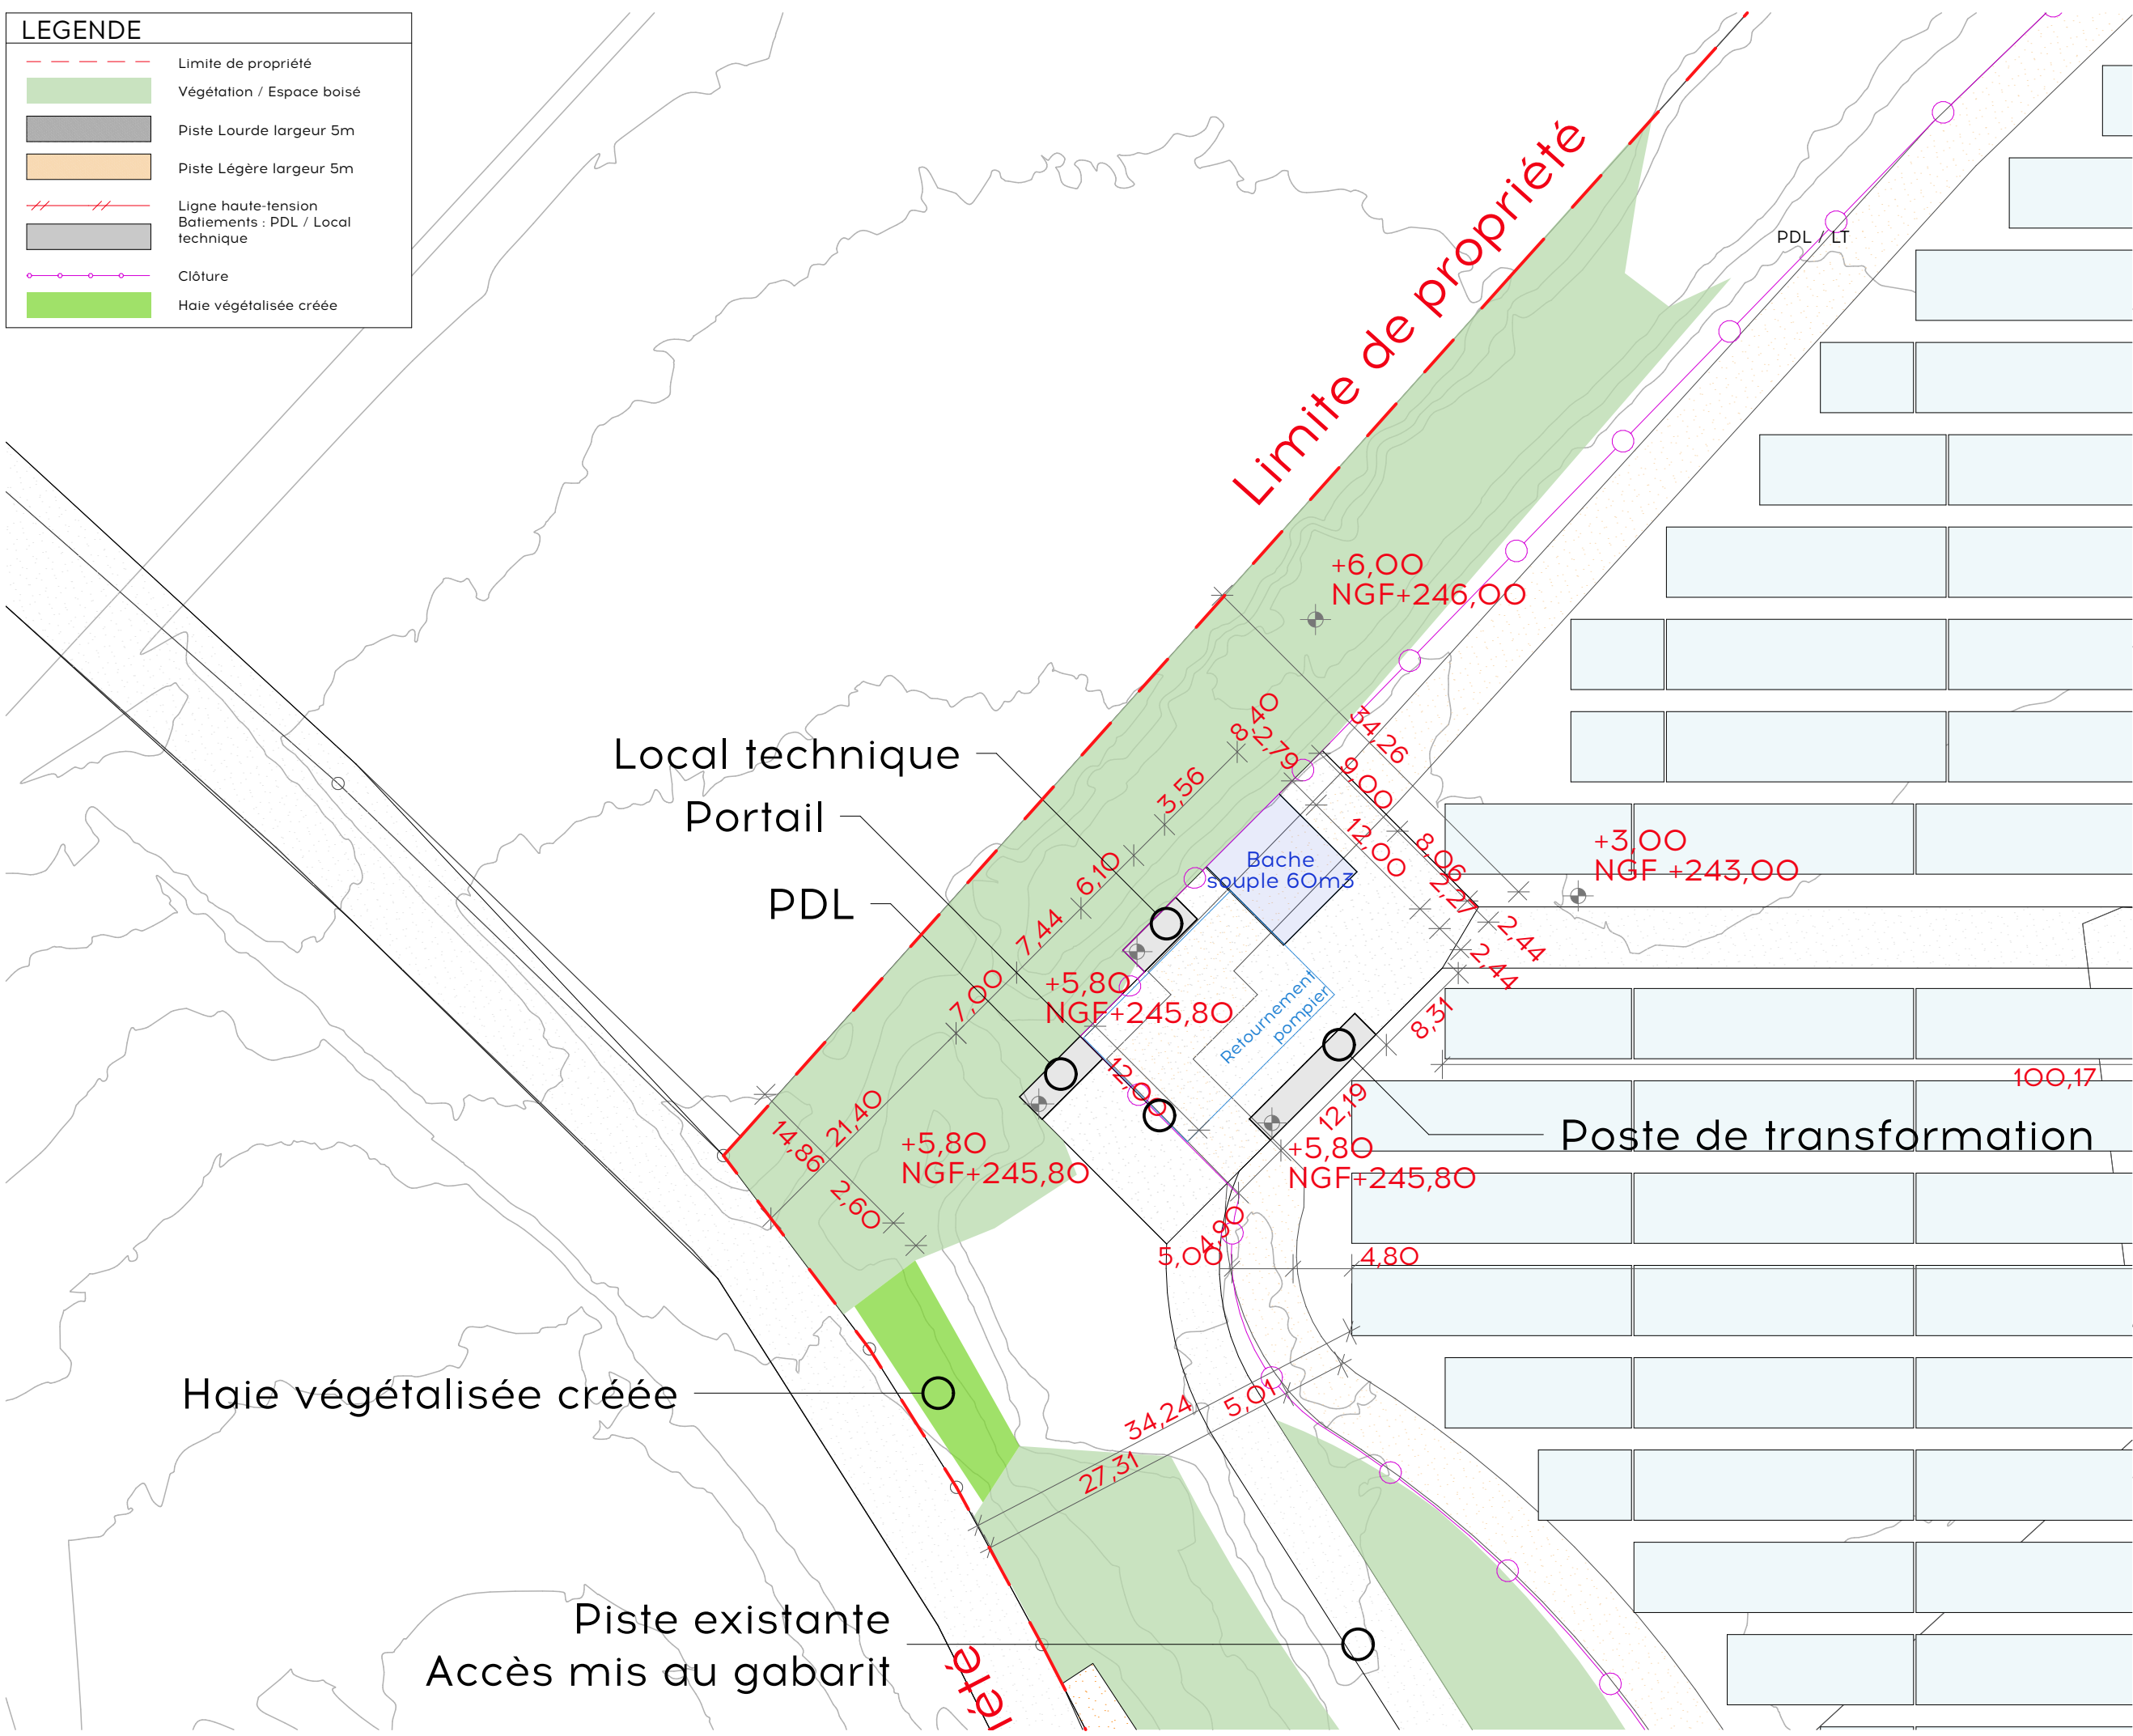 LEGENDE
Limite de propriété
Végétation / Espace boisé
Piste Lourde largeur 5m
Piste Légère largeur 5m
Ligne haute-tension
Batiements : PDL / Local
technique
Clôture
Haie végétalisée créée
Limite de propriété
PDL / LT
+6,00
NGF+246,00
8,40
2,79
34,26
3,56
9,00
Local technique
Portail
PDL
6,10
12,00
8,06
2,27
+3,00
NGF +243,00
Bache
souple 60m3
7,44
2,44
2,44
7,00
+5,80
NGF+245,80
Retournement
pompier
8,31
100,17
12,00
12,19
21,40
14,86
2,60
+5,80
NGF+245,80
+5,80
NGF+245,80
Poste de transformation
4,90
5,00
4,80
Haie végétalisée créée
34,24
5,01
27,31
Piste existante
Accès mis au gabarit
iété